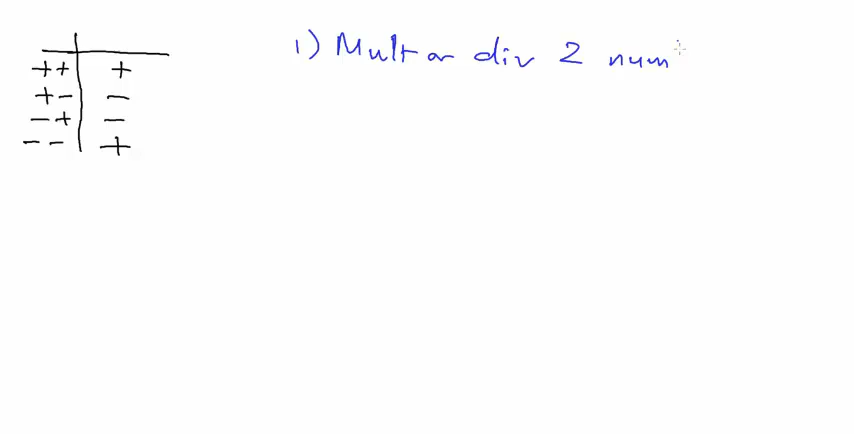 ++ +
+- -
-+ -
-- +
1) Mult or div 2 num